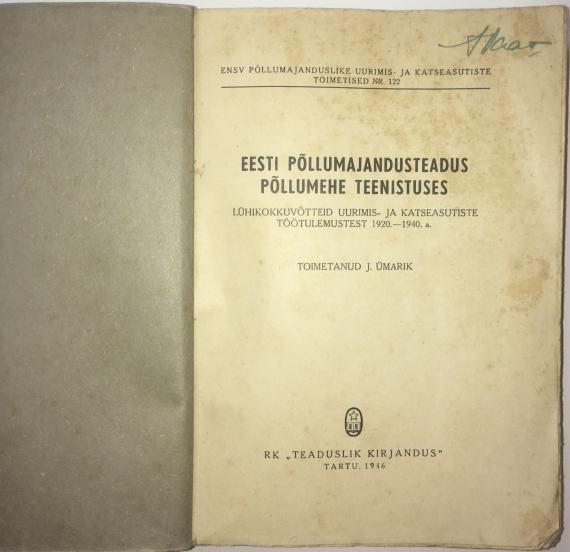 ENSV PÕLLUMAJANDUSLIKE UURIMIS- JA KATSEASUTISTE
TOIMETISED NR. 122
EESTI PÕLLUMAJANDUSTEADUS
PÕLLUMEHE TEENISTUSES
LÜHIKOKKUVÕTTEID UURIMIS- JA KATSEASUTISTE
TÖÖTULEMUSTEST 1920.—1940. a.
TOIMETANUD J. ÜMARIK
RK „TEADUSLIK KIRJANDUS"
TARTU, 1946